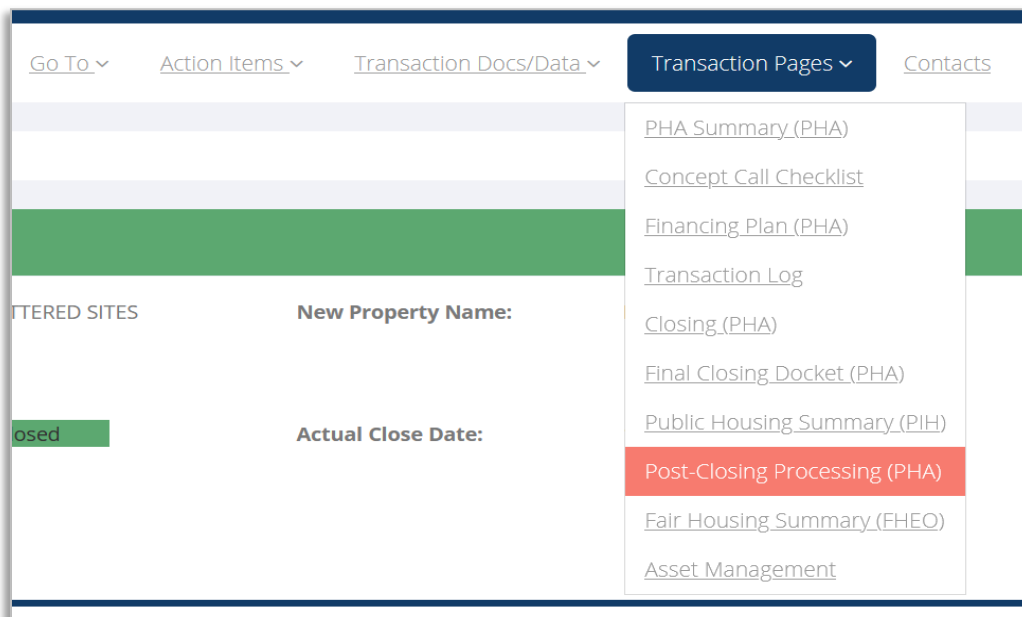 Go To Action Items Transaction Docs/Data Transaction Pages Contacts
PHA Summary (PHA)
Concept Call Checklist
Financing Plan (PHA)
Transaction Log
TTERED SITES New Property Name:
Closing (PHA)
Final Closing Docket (PHA)
Public Housing Summary (PIH)
osed Actual Close Date:
Post-Closing Processing (PHA)
Fair Housing Summary (FHEO)
Asset Management